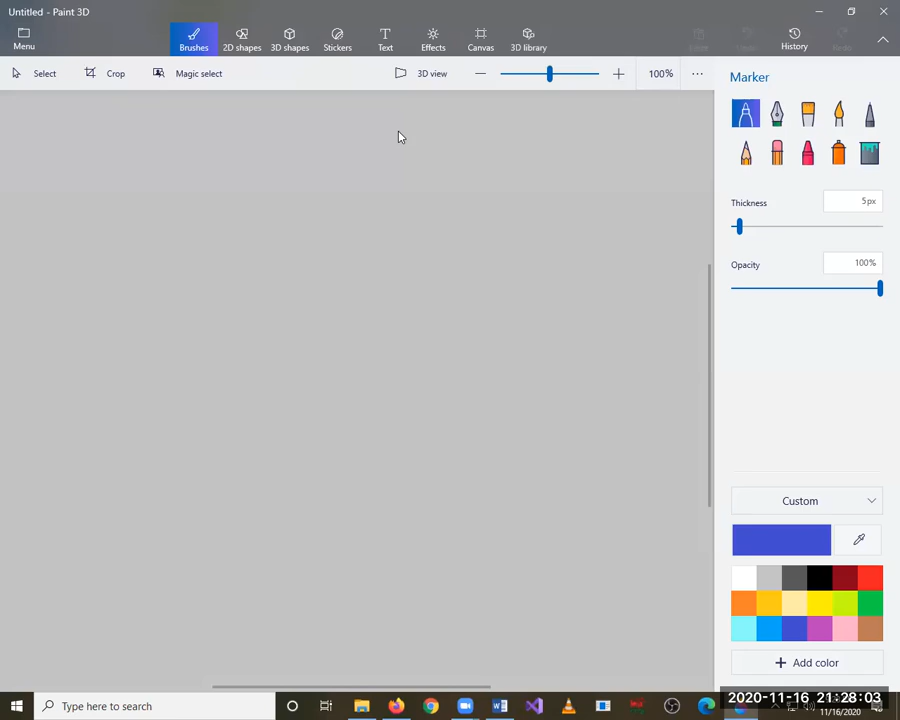 Untitled - Paint 3D
Menu
Brushes
2D shapes
3D shapes
Stickers
Text
Effects
Canvas
3D library
History
Select
Crop
Magic select
3D view
100%
Marker
Thickness
5px
Opacity
100%
Custom
Add color
Type here to search
2020-11-16 21:28:03
11/16/2020